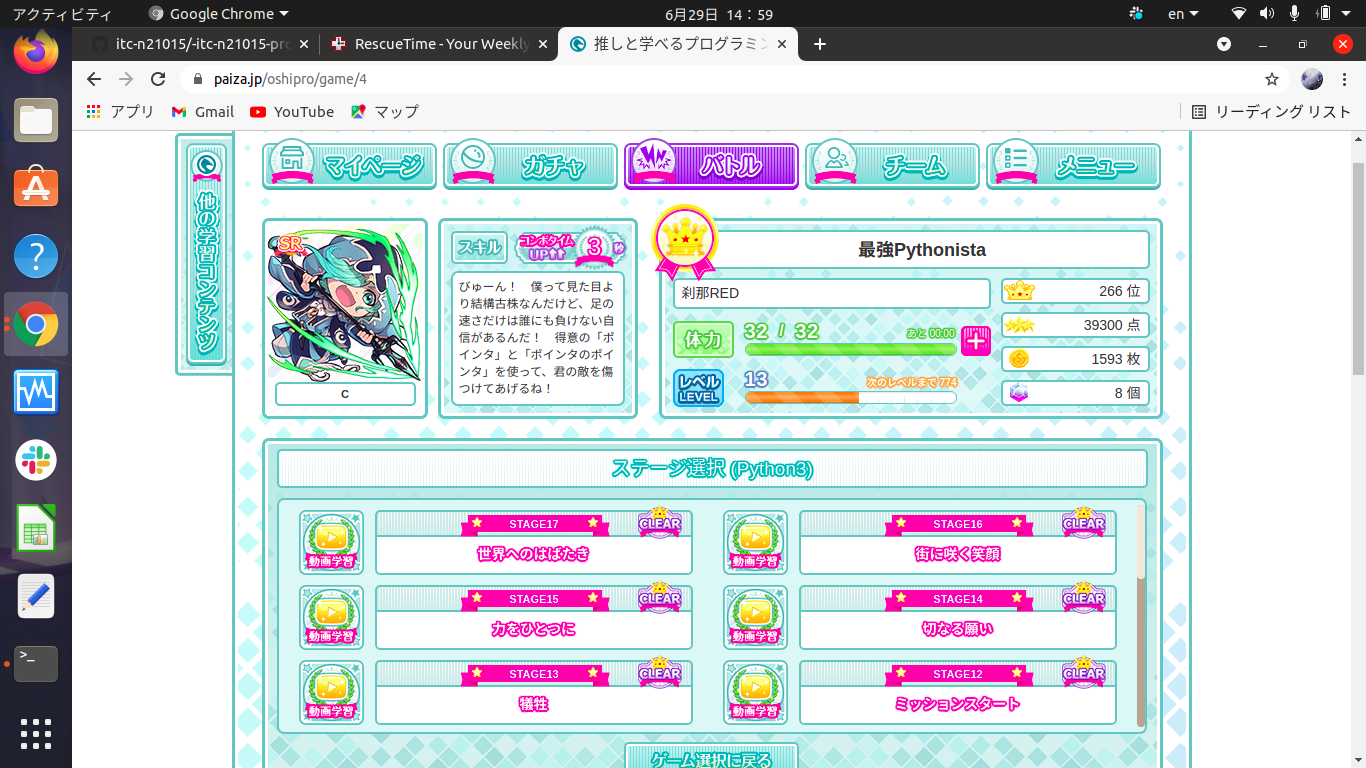 アクティビティ
Google Chrome
6月29日 14：59
en
itc-n21015/-itc-n21015-pro
RescueTime - Your Weekly
推しと学べるプログラミン
paiza.jp/oshipro/game/4
アプリ
Gmail
YouTube
マップ
リーディング リスト
他の学習コンテンツ
マイページ
ガチャ
バトル
チーム
メニュー
SR
C
スキル
コンボタイム
UP
3
秒
びゅーん！　僕って見た目よ
り結構古株なんだけど、足の
速さだけは誰にも負けない自
信があるんだ！　得意の「ポ
インタ」と「ポインタのポイ
ンタ」を使って、君の敵を傷
つけてあげるね！
最強Pythonista
刹那RED
266 位
39300 点
1593 枚
8 個
体力
32 / 32
あと 00:00
レベル
LEVEL
13
次のレベルまで 774
ステージ選択 (Python3)
動画学習
STAGE17
CLEAR
世界へのはばたき
動画学習
STAGE16
CLEAR
街に咲く笑顔
動画学習
STAGE15
CLEAR
力をひとつに
動画学習
STAGE14
CLEAR
切なる願い
動画学習
STAGE13
CLEAR
犠牲
動画学習
STAGE12
CLEAR
ミッションスタート
ゲーム選択に戻る